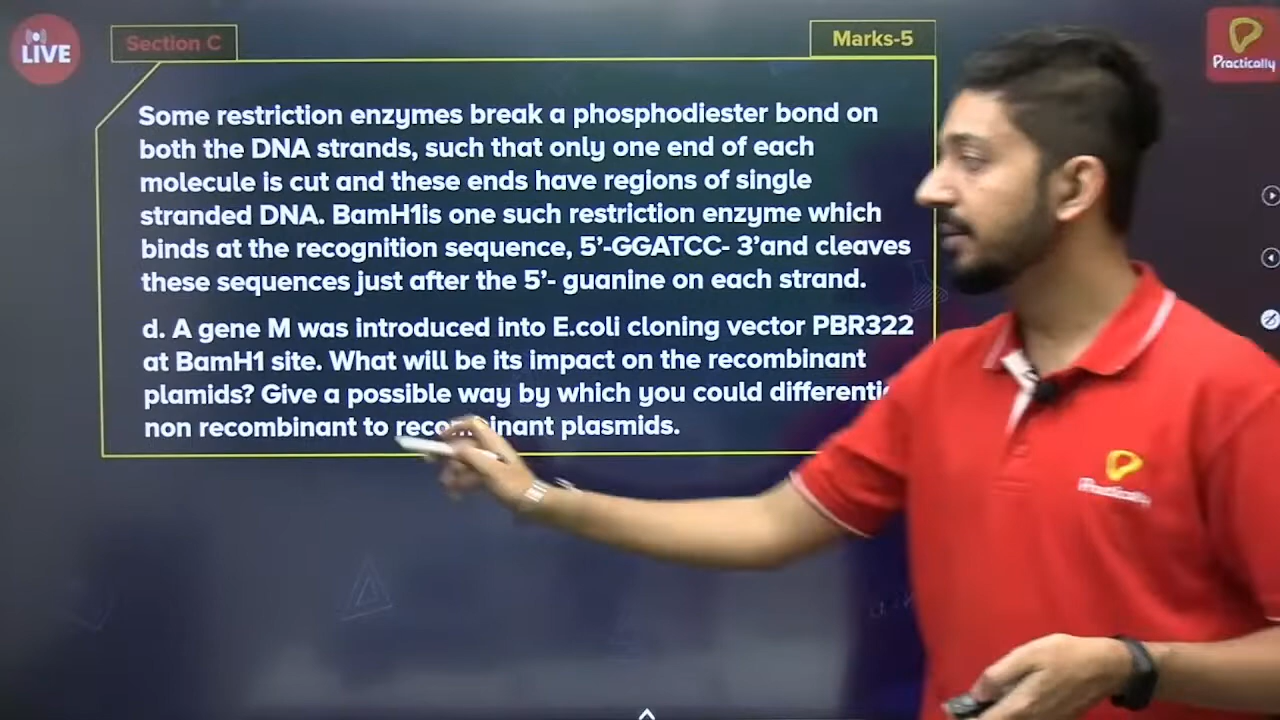 LIVE
Section C
Marks-5
Practically
Some restriction enzymes break a phosphodiester bond on
both the DNA strands, such that only one end of each
molecule is cut and these ends have regions of single
stranded DNA. BamH1is one such restriction enzyme which
binds at the recognition sequence, 5’-GGATCC- 3’and cleaves
these sequences just after the 5’- guanine on each strand.
d. A gene M was introduced into E.coli cloning vector PBR322
at BamH1 site. What will be its impact on the recombinant
plamids? Give a possible way by which you could
non recombinant to plasmids.
Practically